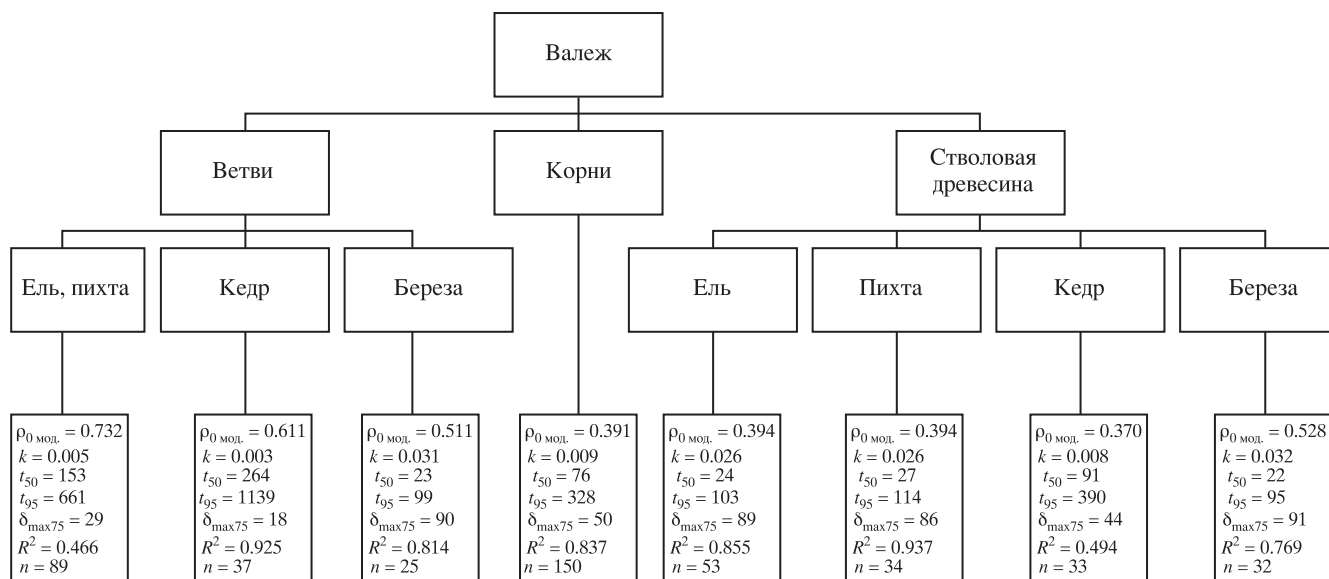 Валеж
Ветви
Корни
Стволовая
древесина
Ель, пихта
Кедр
Береза
Ель
Пихта
Кедр
Береза
ρ₀ мод. = 0.732
k = 0.005
t₅₀ = 153
t₉₅ = 661
δmax75 = 29
R² = 0.466
n = 89
ρ₀ мод. = 0.611
k = 0.003
t₅₀ = 264
t₉₅ = 1139
δmax75 = 18
R² = 0.925
n = 37
ρ₀ мод. = 0.511
k = 0.031
t₅₀ = 23
t₉₅ = 99
δmax75 = 90
R² = 0.814
n = 25
ρ₀ мод. = 0.391
k = 0.009
t₅₀ = 76
t₉₅ = 328
δmax75 = 50
R² = 0.837
n = 150
ρ₀ мод. = 0.394
k = 0.026
t₅₀ = 24
t₉₅ = 103
δmax75 = 89
R² = 0.855
n = 53
ρ₀ мод. = 0.394
k = 0.026
t₅₀ = 27
t₉₅ = 114
δmax75 = 86
R² = 0.937
n = 34
ρ₀ мод. = 0.370
k = 0.008
t₅₀ = 91
t₉₅ = 390
δmax75 = 44
R² = 0.494
n = 33
ρ₀ мод. = 0.528
k = 0.032
t₅₀ = 22
t₉₅ = 95
δmax75 = 91
R² = 0.769
n = 32